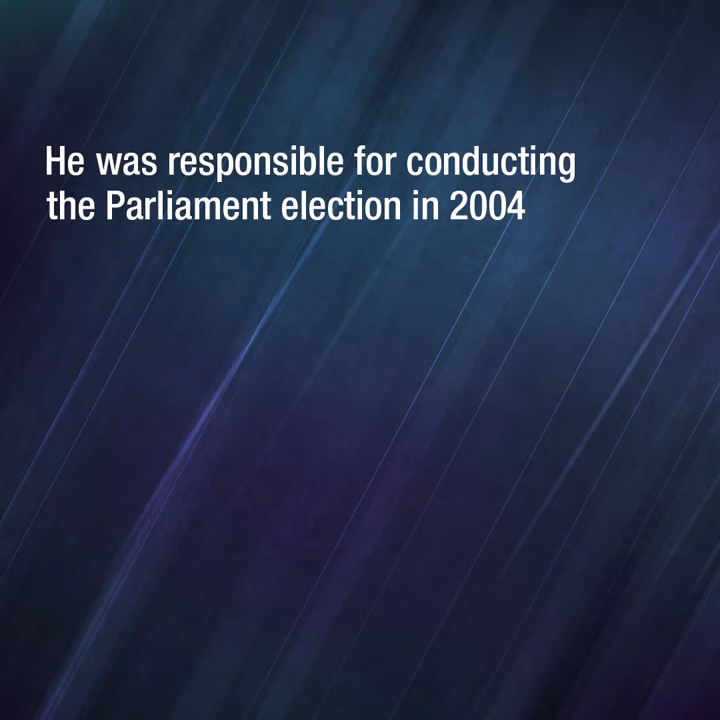 He was responsible for conducting
the Parliament election in 2004